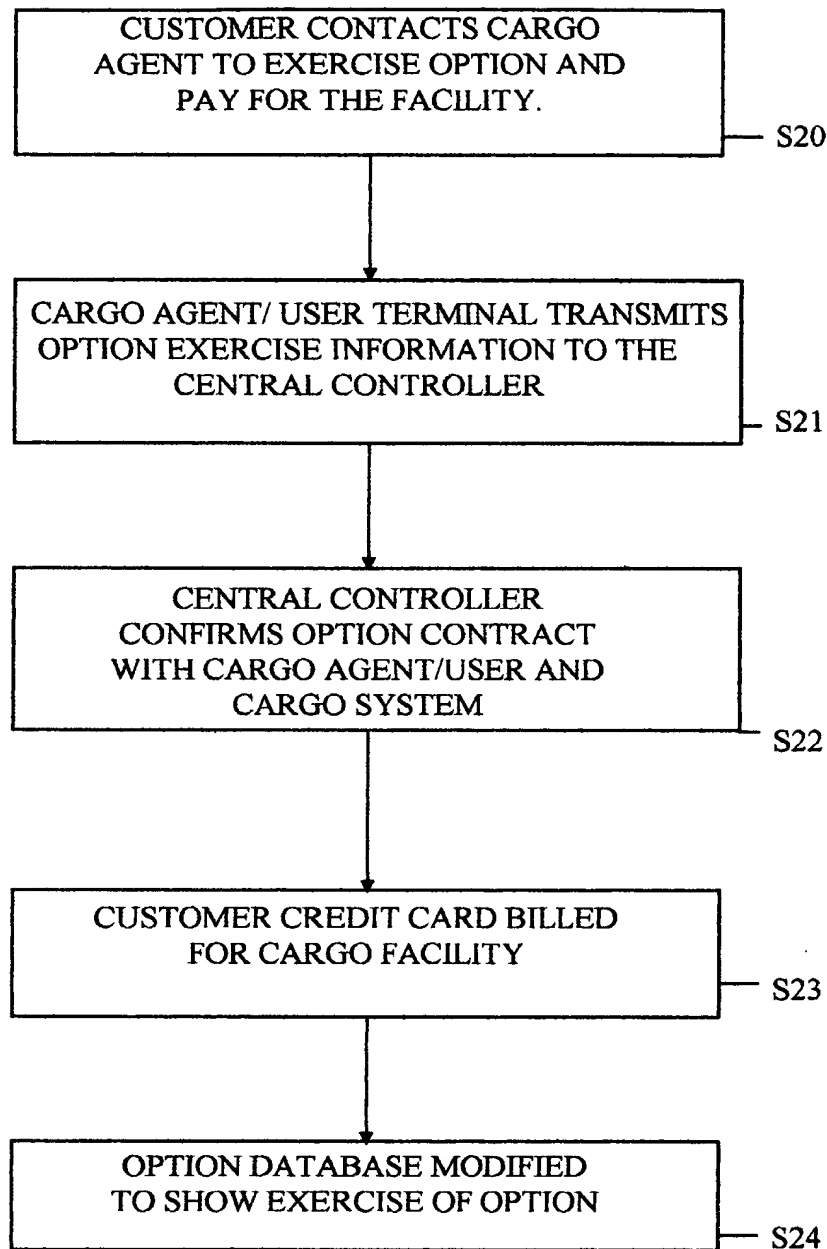 CUSTOMER CONTACTS CARGO
AGENT TO EXERCISE OPTION AND
PAY FOR THE FACILITY.
S20
CARGO AGENT/ USER TERMINAL TRANSMITS
OPTION EXERCISE INFORMATION TO THE
CENTRAL CONTROLLER
S21
CENTRAL CONTROLLER
CONFIRMS OPTION CONTRACT
WITH CARGO AGENT/USER AND
CARGO SYSTEM
S22
CUSTOMER CREDIT CARD BILLED
FOR CARGO FACILITY
S23
OPTION DATABASE MODIFIED
TO SHOW EXERCISE OF OPTION
S24